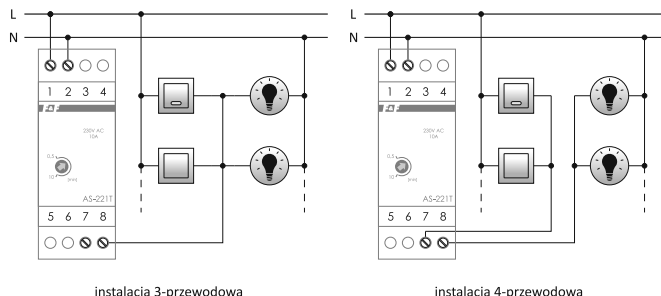 L
N
1 2 3 4
F&F
230V AC
10A
0,5
10 (min)
AS-221T
5 6 7 8
instalacja 3-przewodowa
L
N
1 2 3 4
F&F
230V AC
10A
0,5
10 (min)
AS-221T
5 6 7 8
instalacja 4-przewodowa